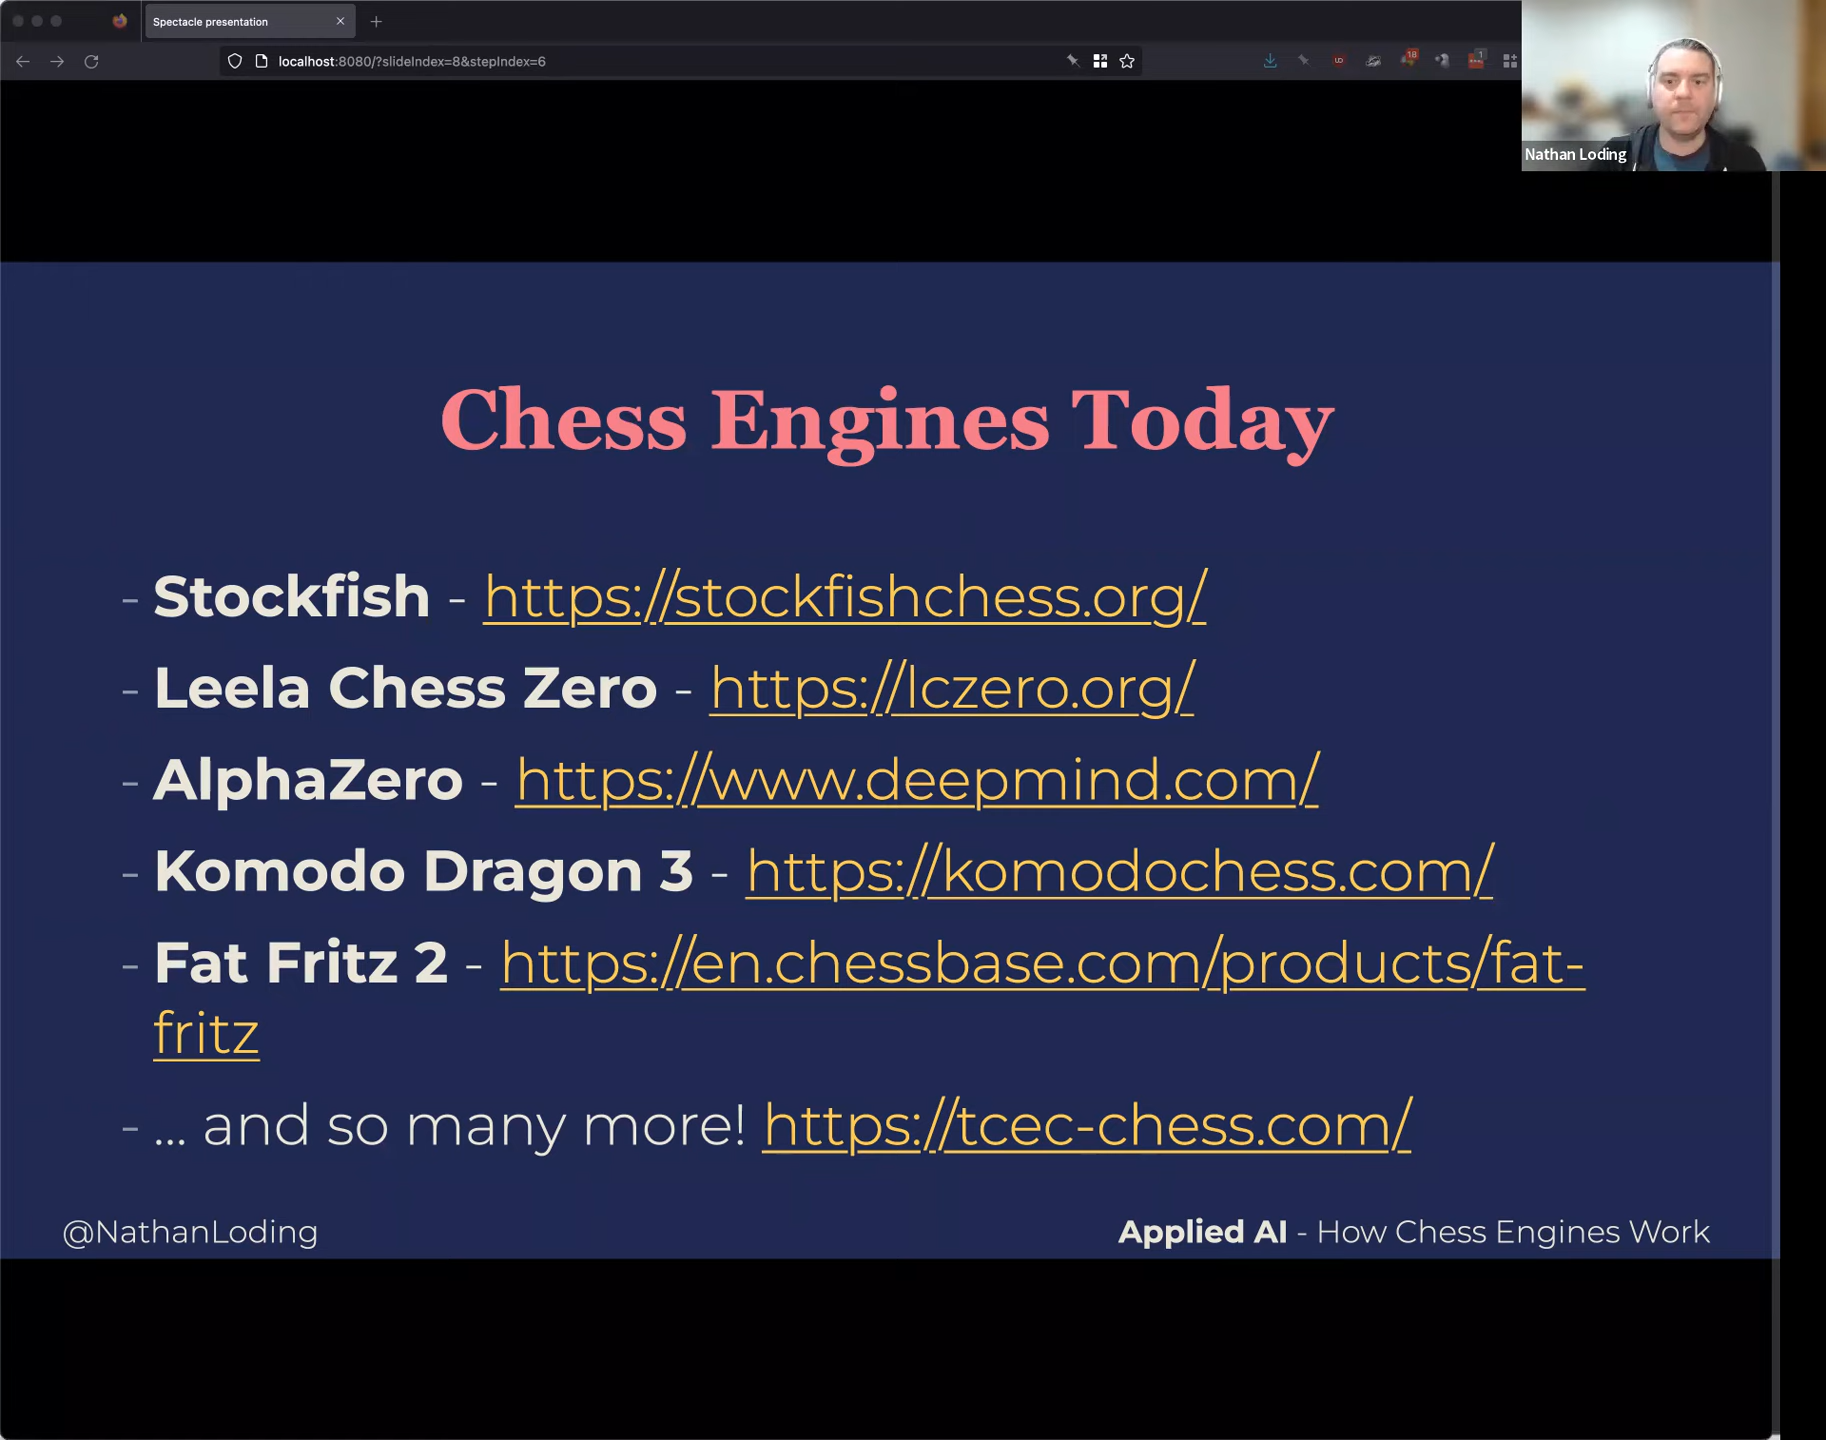 Spectacle presentation
localhost:8080/?slideIndex=8&stepIndex=6
18
1
Nathan Loding
Chess Engines Today
- Stockfish - https://stockfishchess.org/
- Leela Chess Zero - https://lczero.org/
- AlphaZero - https://www.deepmind.com/
- Komodo Dragon 3 - https://komodochess.com/
- Fat Fritz 2 - https://en.chessbase.com/products/fat-
fritz
- ... and so many more! https://tcec-chess.com/
@NathanLoding
Applied AI - How Chess Engines Work